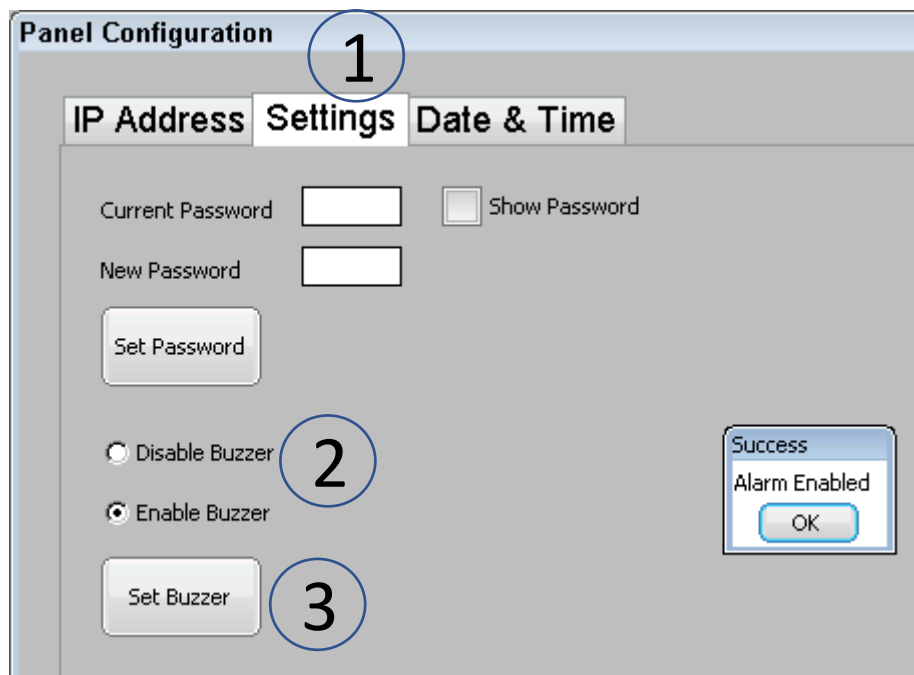 Panel Configuration
1
IP Address Settings Date & Time
Current Password Show Password
New Password
Set Password
Disable Buzzer 2
Success
Alarm Enabled
Enable Buzzer
OK
Set Buzzer 3